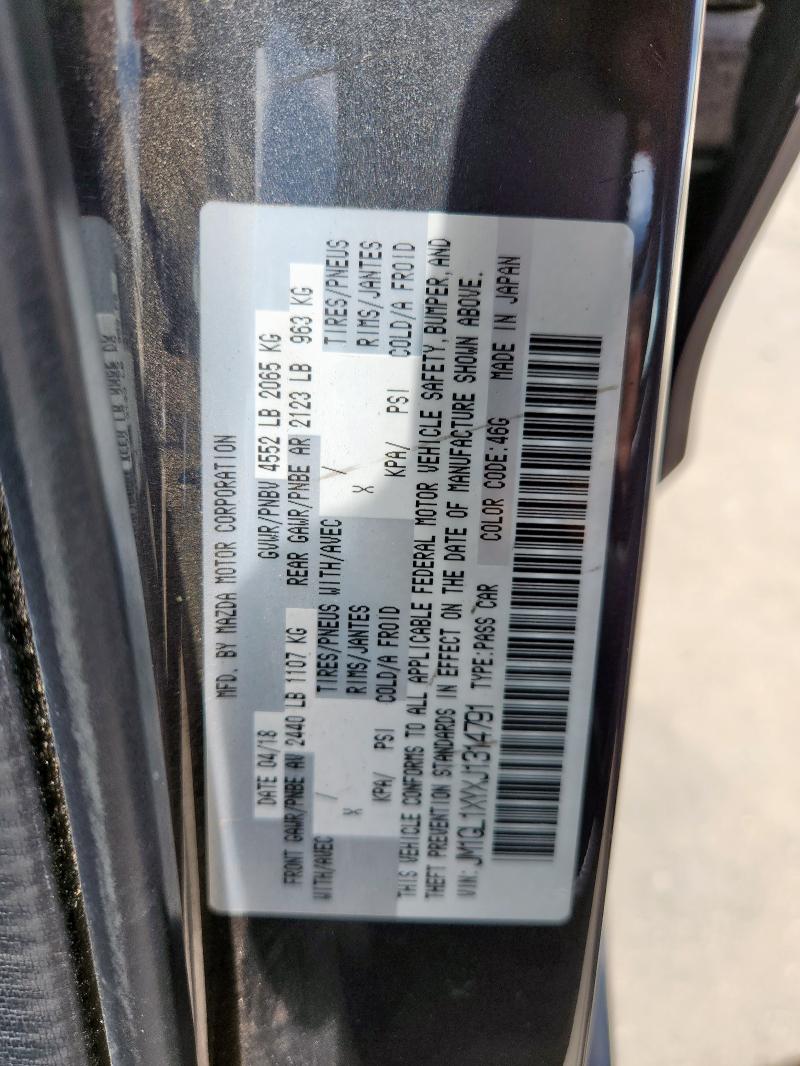 MFD. BY MAZDA MOTOR CORPORATION
DATE 04/18 GVWR/PNBV 4552 LB 2065 KG
FRONT GAWR/PNBE AV 2440 LB 1107 KG REAR GAWR/PNBE AR 2123 LB 963 KG
WITH/AVEC / TIRES/PNEUS WITH/AVEC / TIRES/PNEUS
X RIMS/JANTES X RIMS/JANTES
KPA/ PSI COLD/A FROID KPA/ PSI COLD/A FROID
THIS VEHICLE CONFORMS TO ALL APPLICABLE FEDERAL MOTOR VEHICLE SAFETY, BUMPER, AND
THEFT PREVENTION STANDARDS IN EFFECT ON THE DATE OF MANUFACTURE SHOWN ABOVE.
VIN: JM1GL1XYXJ1314791 TYPE:PASS CAR COLOR CODE:46G MADE IN JAPAN